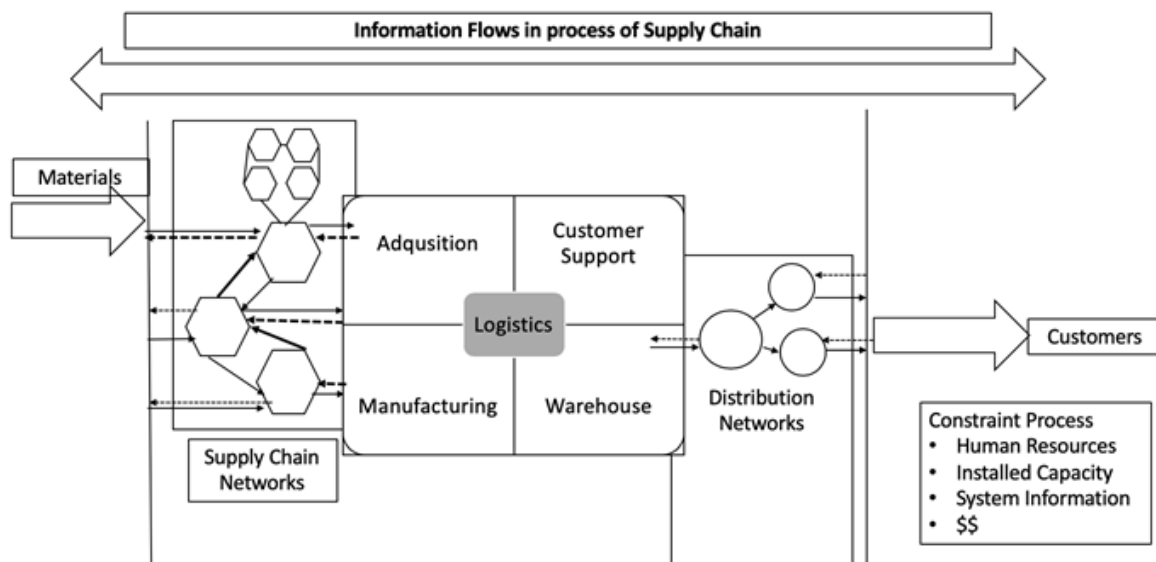 Information Flows in process of Supply Chain
Materials
Adqusition
Customer
Support
Logistics
Manufacturing
Warehouse
Supply Chain
Networks
Distribution
Networks
Customers
Constraint Process
• Human Resources
• Installed Capacity
• System Information
• $$